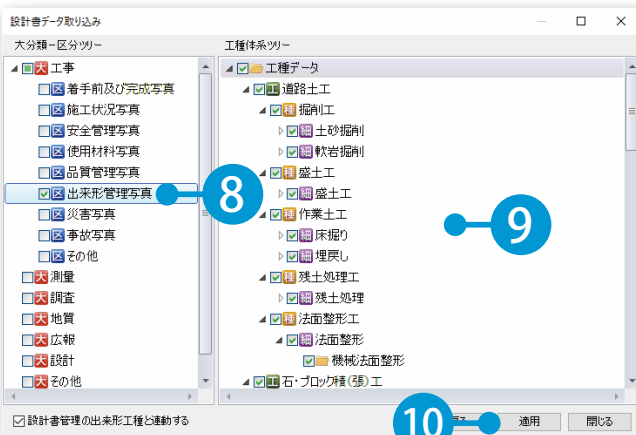 設計書データ取り込み
大分類-区分ツリー
大 工事
区 着手前及び完成写真
区 施工状況写真
区 安全管理写真
区 使用材料写真
区 品質管理写真
区 出来形管理写真
区 災害写真
区 事故写真
区 その他
大 測量
大 調査
大 地質
大 広報
大 設計
大 その他
8
工種体系ツリー
工種データ
工 道路土工
種 掘削工
細 土砂掘削
細 軟岩掘削
種 盛土工
細 盛土工
種 作業土工
細 床掘り
細 埋戻し
種 残土処理工
細 残土処理
種 法面整形工
細 法面整形
機械法面整形
工 石・ブロック積(張)工
9
設計書管理の出来形工種と連動する
10
適用
閉じる